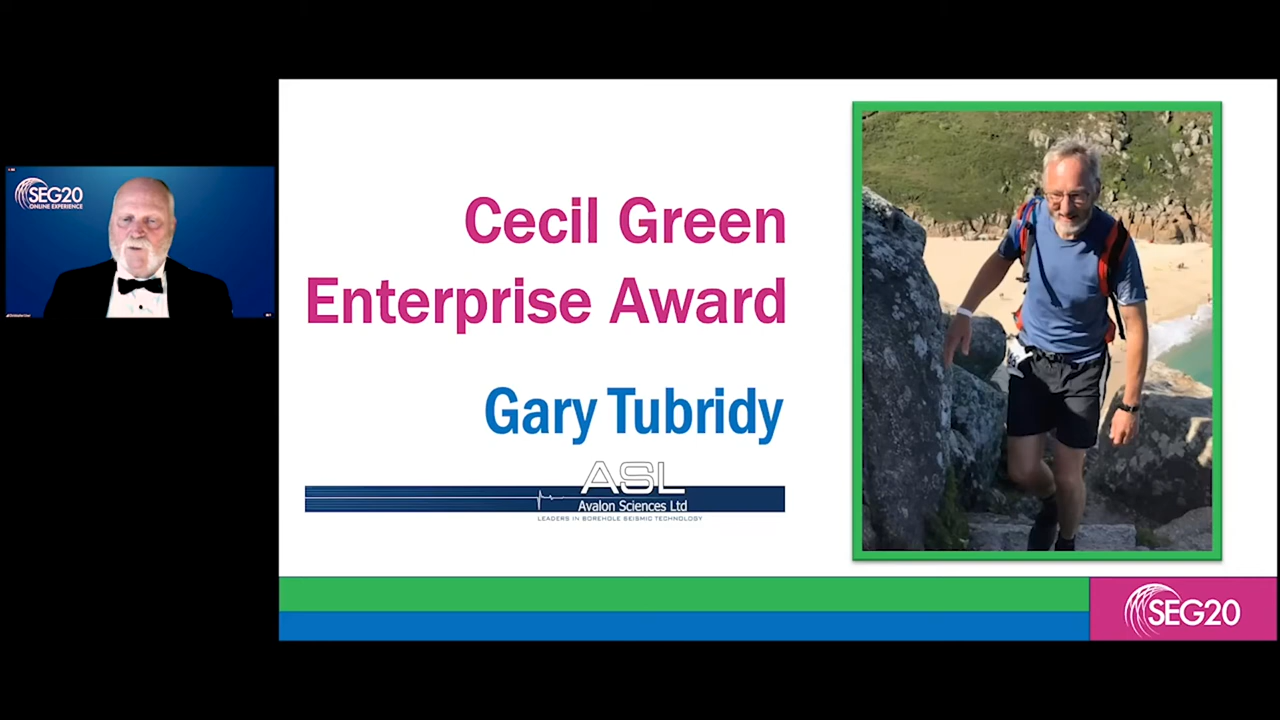 SEG20
ONLINE EXPERIENCE
Cecil Green
Enterprise Award
Gary Tubridy
ASL
Avalon Sciences Ltd
LEADERS IN BOREHOLE SEISMIC TECHNOLOGY
SEG20